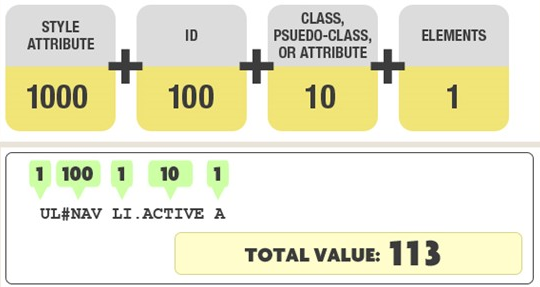 STYLE
ATTRIBUTE
1000
+
ID
100
+
CLASS,
PSUEDO-CLASS,
OR ATTRIBUTE
10
+
ELEMENTS
1
1 100 1 10 1
UL#NAV LI.ACTIVE A
TOTAL VALUE: 113